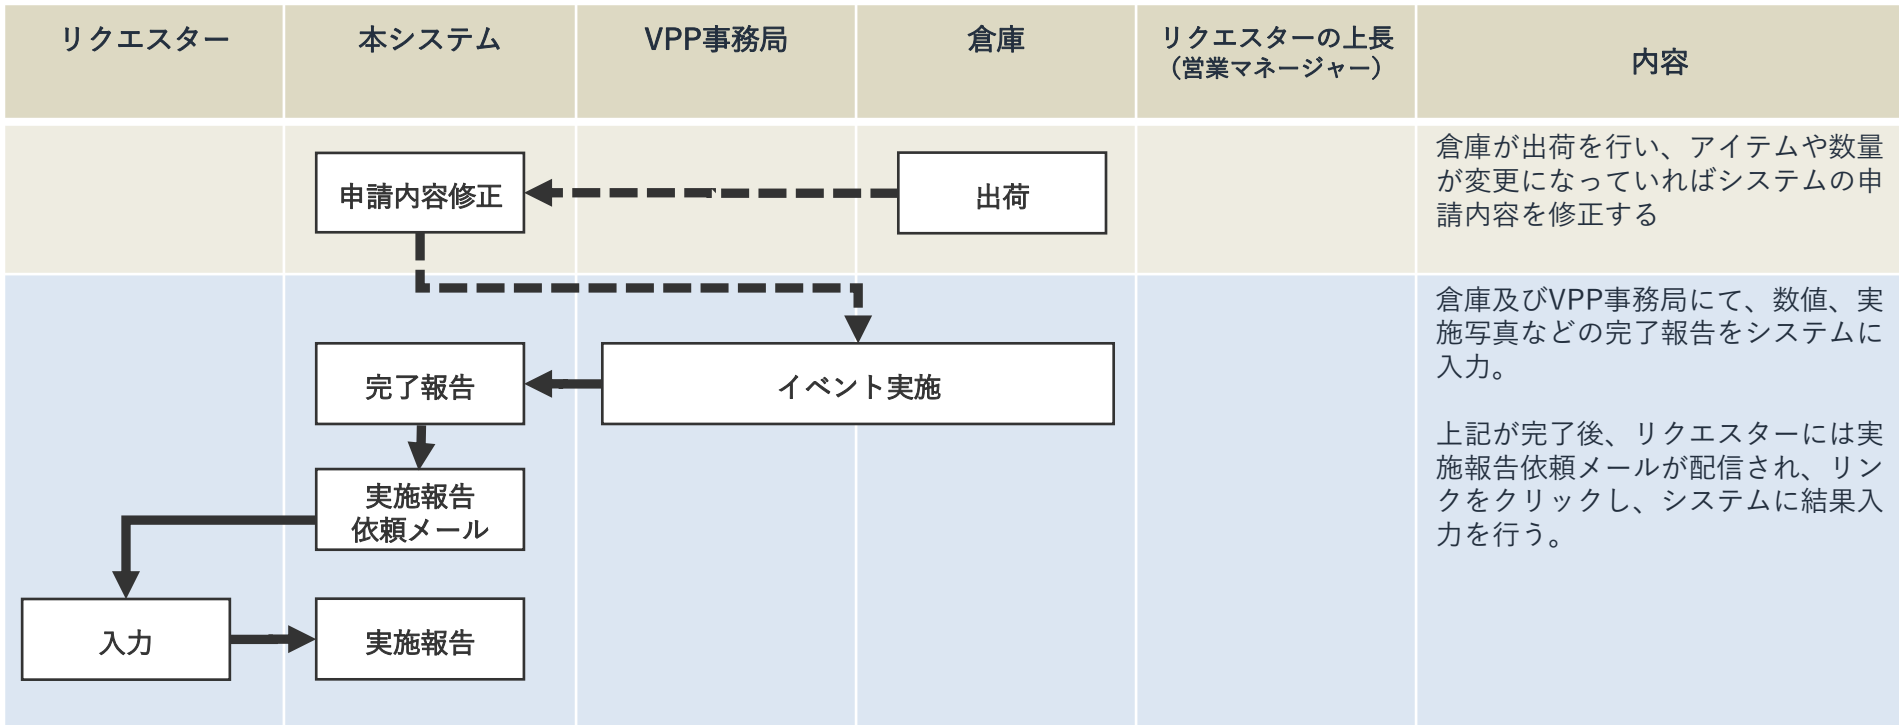 リクエスター
本システム
VPP事務局
倉庫
リクエスターの上長
（営業マネージャー）
内容
申請内容修正
出荷
倉庫が出荷を行い、アイテムや数量
が変更になっていればシステムの申
請内容を修正する
完了報告
イベント実施
実施報告
依頼メール
入力
実施報告
倉庫及びVPP事務局にて、数値、実
施写真などの完了報告をシステムに
入力。
上記が完了後、リクエスターには実
施報告依頼メールが配信され、リン
クをクリックし、システムに結果入
力を行う。